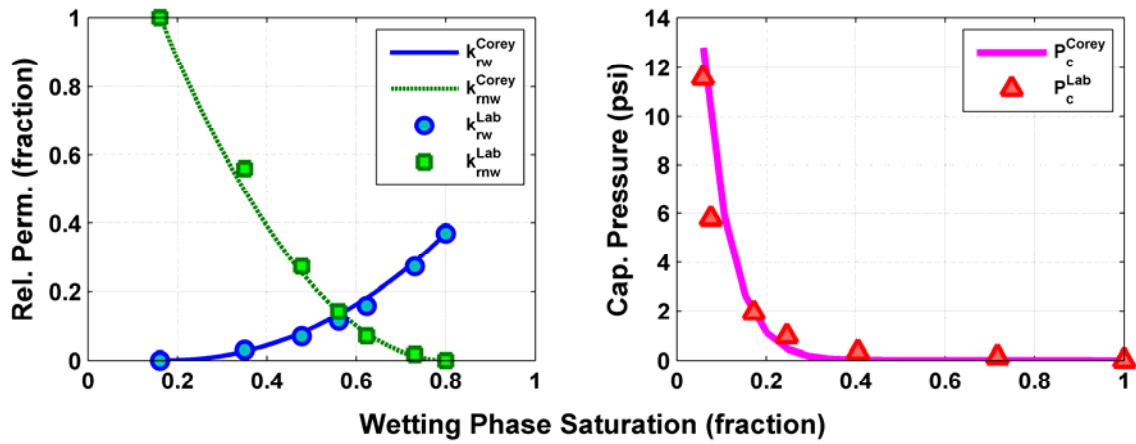 Rel. Perm. (fraction)
1
0.8
0.6
0.4
0.2
0
0 0.2 0.4 0.6 0.8 1
k_rw^Corey
k_rnw^Corey
k_rw^Lab
k_rnw^Lab
Cap. Pressure (psi)
14
12
10
8
6
4
2
0
0 0.2 0.4 0.6 0.8 1
P_c^Corey
P_c^Lab
Wetting Phase Saturation (fraction)